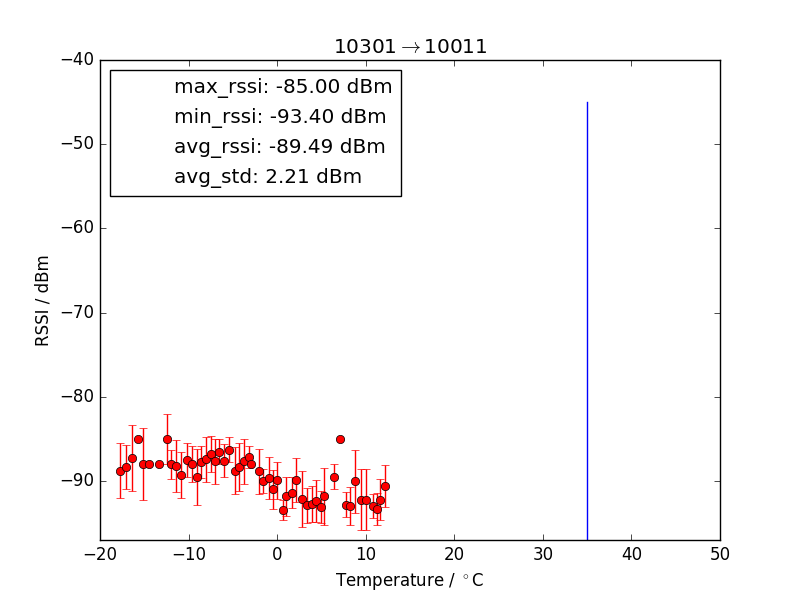 10301→10011
max_rssi: -85.00 dBm
min_rssi: -93.40 dBm
avg_rssi: -89.49 dBm
avg_std: 2.21 dBm
−40
−50
−60
−70
−80
−90
RSSI / dBm
−20 −10 0 10 20 30 40 50
Temperature / °C